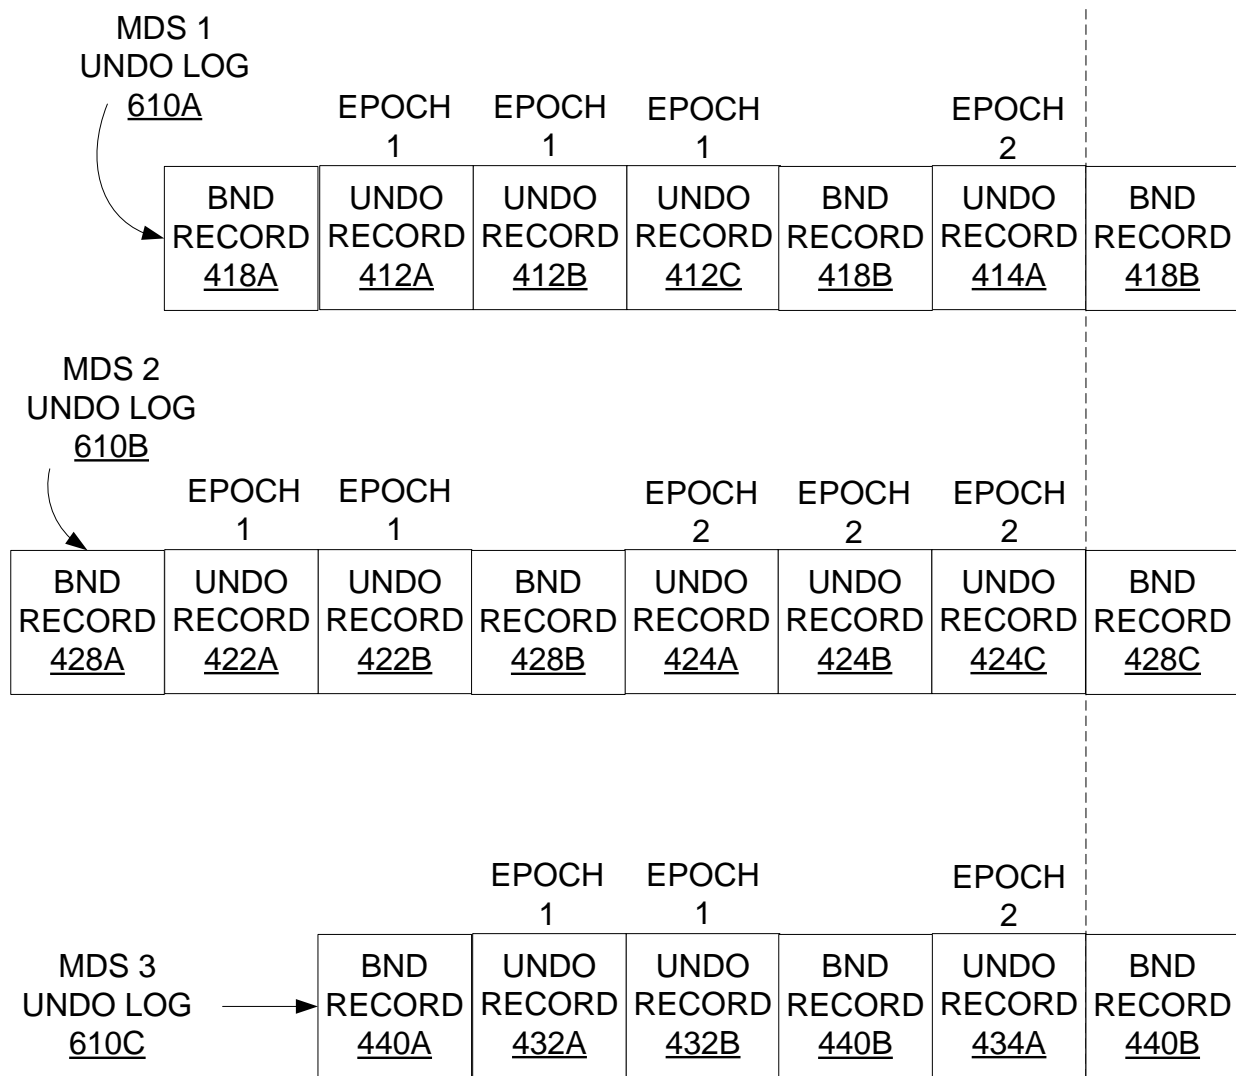 MDS 1
UNDO LOG
610A
EPOCH
1
EPOCH
1
EPOCH
1
EPOCH
2
BND
RECORD
418A
UNDO
RECORD
412A
UNDO
RECORD
412B
UNDO
RECORD
412C
BND
RECORD
418B
UNDO
RECORD
414A
BND
RECORD
418B
MDS 2
UNDO LOG
610B
EPOCH
1
EPOCH
1
EPOCH
2
EPOCH
2
EPOCH
2
BND
RECORD
428A
UNDO
RECORD
422A
UNDO
RECORD
422B
BND
RECORD
428B
UNDO
RECORD
424A
UNDO
RECORD
424B
UNDO
RECORD
424C
BND
RECORD
428C
EPOCH
1
EPOCH
1
EPOCH
2
MDS 3
UNDO LOG
610C
BND
RECORD
440A
UNDO
RECORD
432A
UNDO
RECORD
432B
BND
RECORD
440B
UNDO
RECORD
434A
BND
RECORD
440B